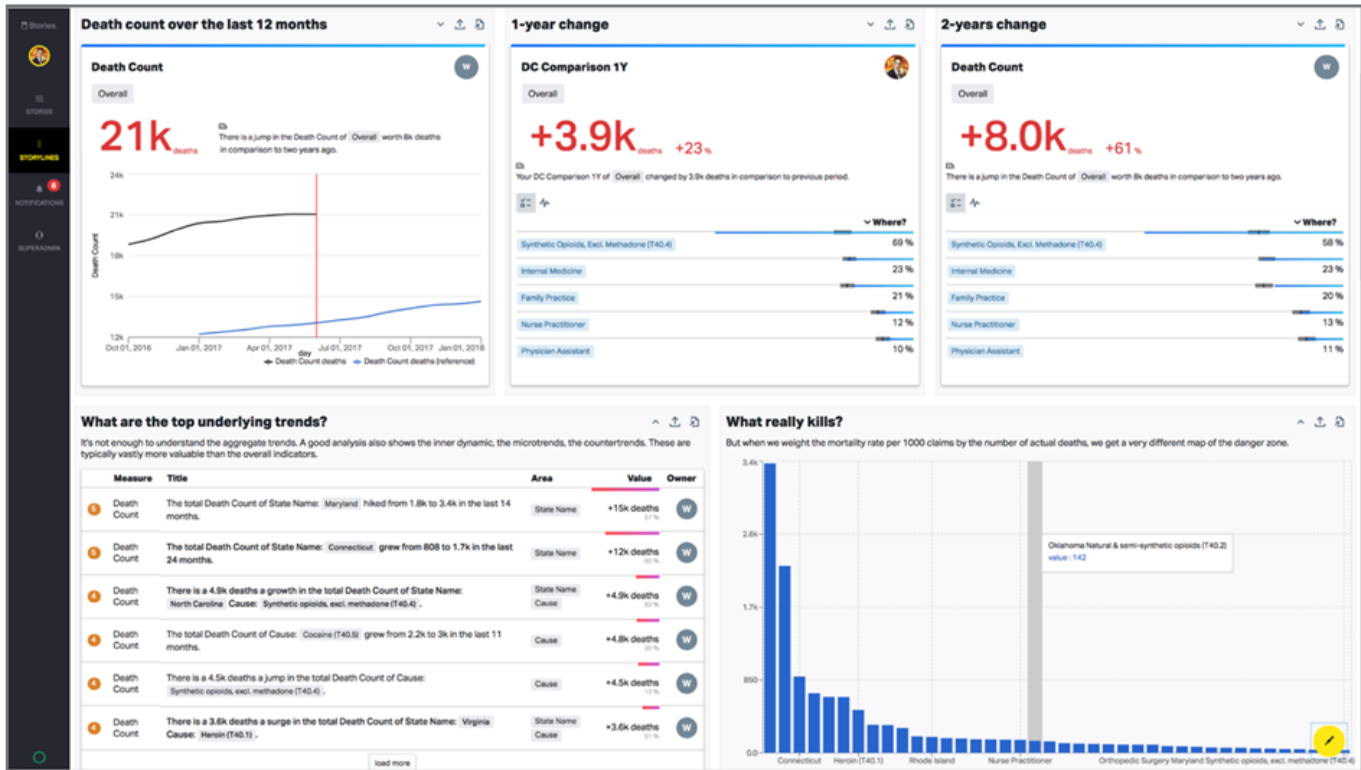 Stories.
STORIES
STORYLINES
6
NOTIFICATIONS
SUPERADMIN
Death count over the last 12 months
Death Count
W
Overall
21k deaths
There is a jump in the Death Count of Overall worth 8k deaths
in comparison to two years ago.
24k
21k
18k
15k
12k
Death Count
Oct 01, 2016 Jan 01, 2017 Apr 01, 2017 Jul 01, 2017 Oct 01, 2017 Jan 01, 2018
day
Death Count deaths Death Count deaths (reference)
1-year change
DC Comparison 1Y
Overall
+3.9k deaths +23 %
Your DC Comparison 1Y of Overall changed by 3.9k deaths in comparison to previous period.
Where?
Synthetic Opioids, Excl. Methadone (T40.4) 69 %
Internal Medicine 23 %
Family Practice 21 %
Nurse Practitioner 12 %
Physician Assistant 10 %
2-years change
Death Count
W
Overall
+8.0k deaths +61 %
There is a jump in the Death Count of Overall worth 8k deaths in comparison to two years ago.
Where?
Synthetic Opioids, Excl. Methadone (T40.4) 58 %
Internal Medicine 23 %
Family Practice 20 %
Nurse Practitioner 13 %
Physician Assistant 11 %
What are the top underlying trends?
It's not enough to understand the aggregate trends. A good analysis also shows the inner dynamic, the microtrends, the countertrends. These are
typically vastly more valuable than the overall indicators.
Measure Title Area Value Owner
5 Death Count The total Death Count of State Name: Maryland hiked from 1.8k to 3.4k in the last 14
months. State Name +15k deaths W
5 Death Count The total Death Count of State Name: Connecticut grew from 808 to 1.7k in the last
24 months. State Name +12k deaths W
4 Death Count There is a 4.9k deaths a growth in the total Death Count of State Name:
North Carolina Cause: Synthetic opioids, excl. methadone (T40.4) . State Name Cause +4.9k deaths W
4 Death Count The total Death Count of Cause: Cocaine (T40.5) grew from 2.2k to 3k in the last 11
months. Cause +4.8k deaths W
4 Death Count There is a 4.5k deaths a jump in the total Death Count of Cause:
Synthetic opioids, excl. methadone (T40.4) . Cause +4.5k deaths W
4 Death Count There is a 3.6k deaths a surge in the total Death Count of State Name: Virginia
Cause: Heroin (T40.1) . State Name Cause +3.6k deaths W
load more
What really kills?
But when we weight the mortality rate per 1000 claims by the number of actual deaths, we get a very different map of the danger zone.
3.4k
2.6k
1.7k
850
0.0
Oklahoma Natural & semi-synthetic opioids (T40.2)
value : 142
Connecticut Heroin (T40.1) Rhode Island Nurse Practitioner Orthopedic Surgery Maryland Synthetic opioids, excl. methadone (T40.4)